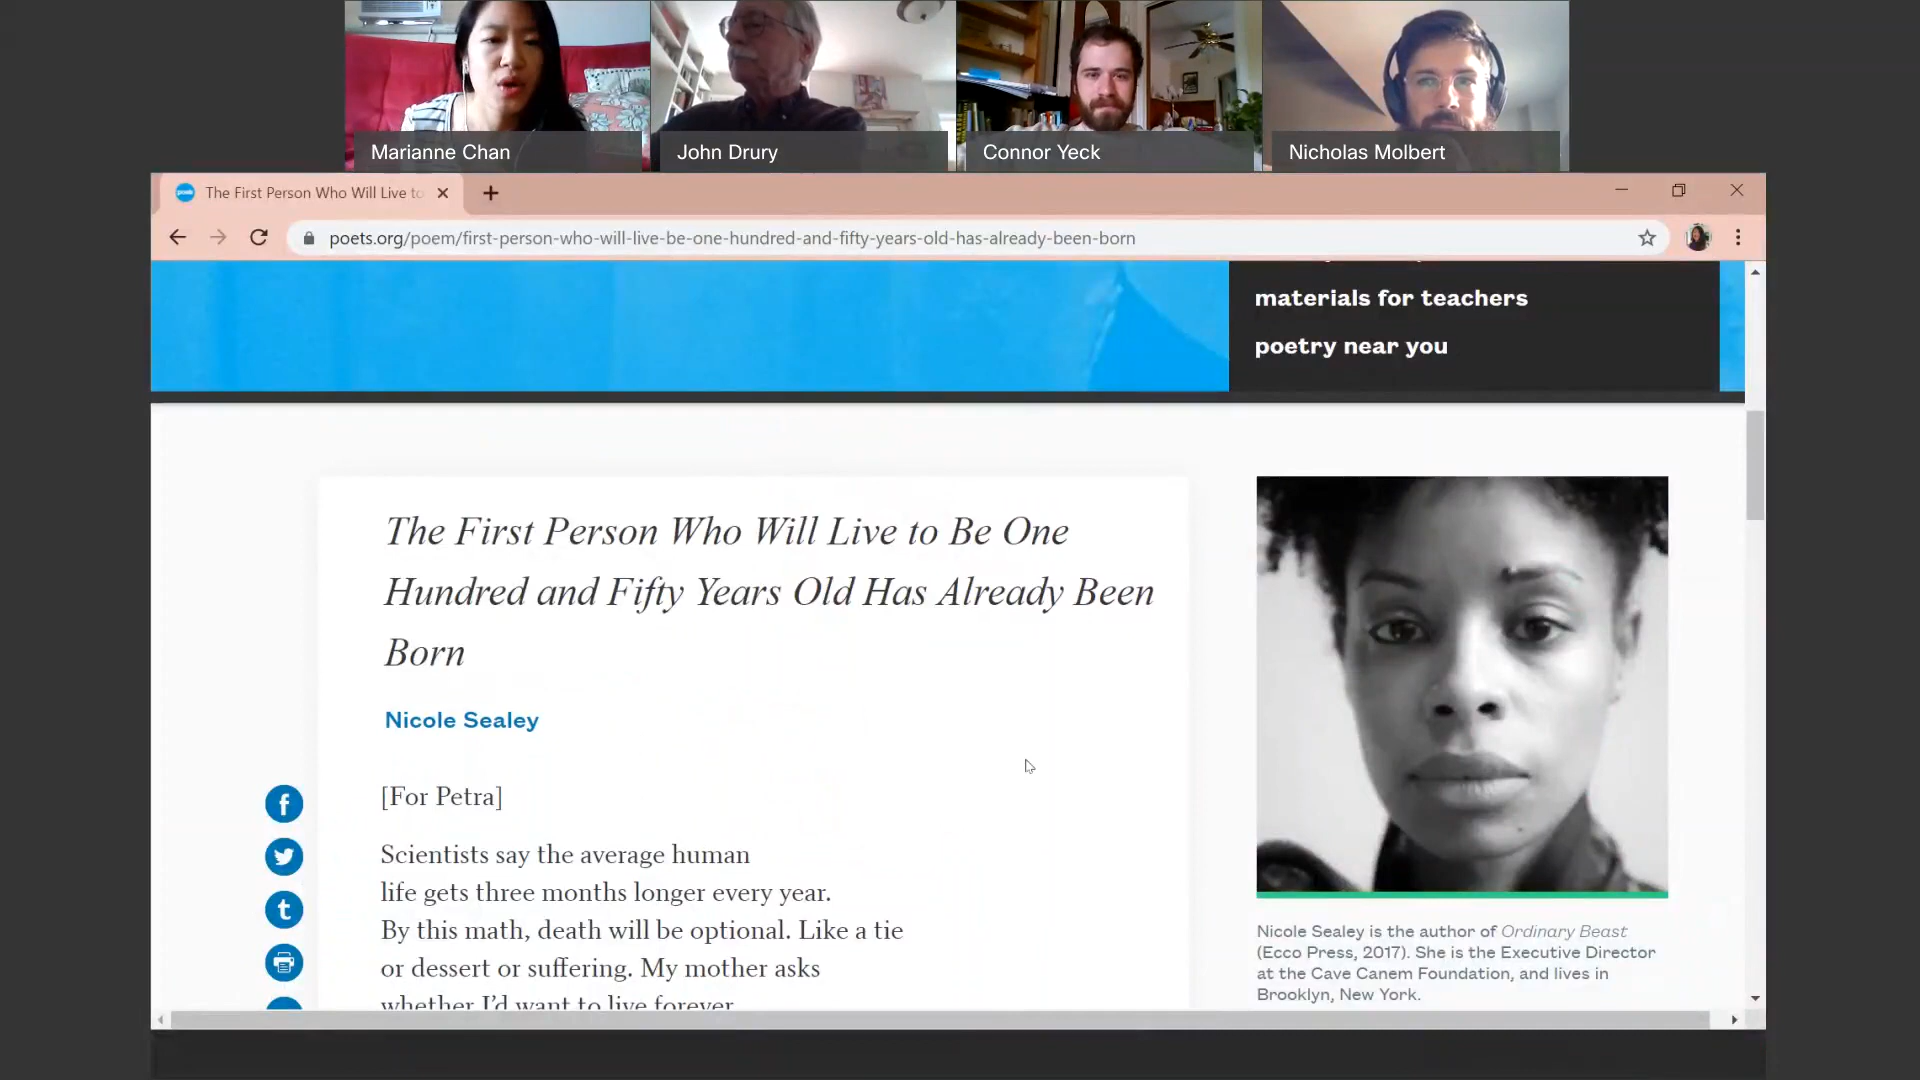 Marianne Chan
John Drury
Connor Yeck
Nicholas Molbert
The First Person Who Will Live to
poets.org/poem/first-person-who-will-live-be-one-hundred-and-fifty-years-old-has-already-been-born
materials for teachers
poetry near you
The First Person Who Will Live to Be One
Hundred and Fifty Years Old Has Already Been
Born
Nicole Sealey
[For Petra]
Scientists say the average human
life gets three months longer every year.
By this math, death will be optional. Like a tie
or dessert or suffering. My mother asks
whether I’d want to live forever.
Nicole Sealey is the author of Ordinary Beast
(Ecco Press, 2017). She is the Executive Director
at the Cave Canem Foundation, and lives in
Brooklyn, New York.